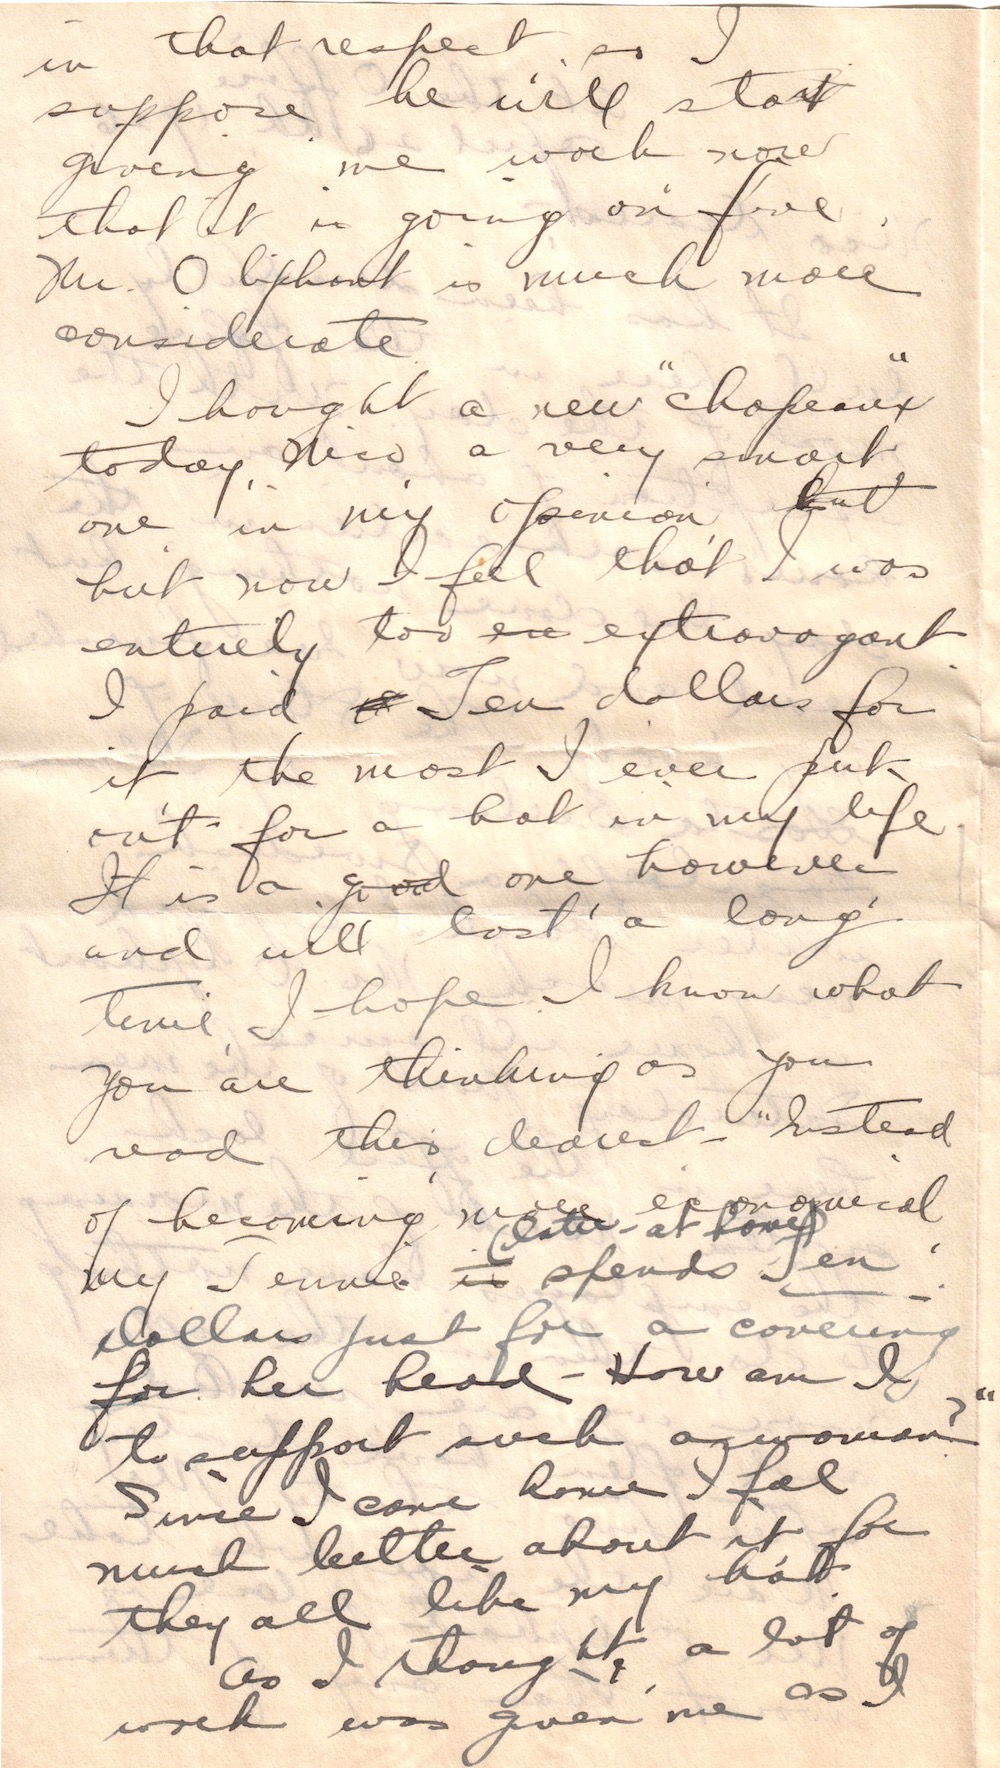 in that respect so I
suppose he will start
giving me work now
that it is going on five.
Mr. Oliphant is much more
considerate.
I bought a new "chapeaux"
today, Nico, a very smart
one in my opinion but
but now I feel that I was
entirely too ex extravagant.
I paid Ten dollars for
it the most I ever put
out for a hat in my life.
It is a good one however
and will last a long
time, I hope. I know what
you are thinking as you
read this, dearest - "Instead
of becoming more economical
(later - at home)
my Jennie is spends Ten
dollars just for a covering
for her head - How am I
to support such a woman?"
Since I came home I feel
much better about it for
they all like my hat.
As I thought, a lot of
work was given me as I